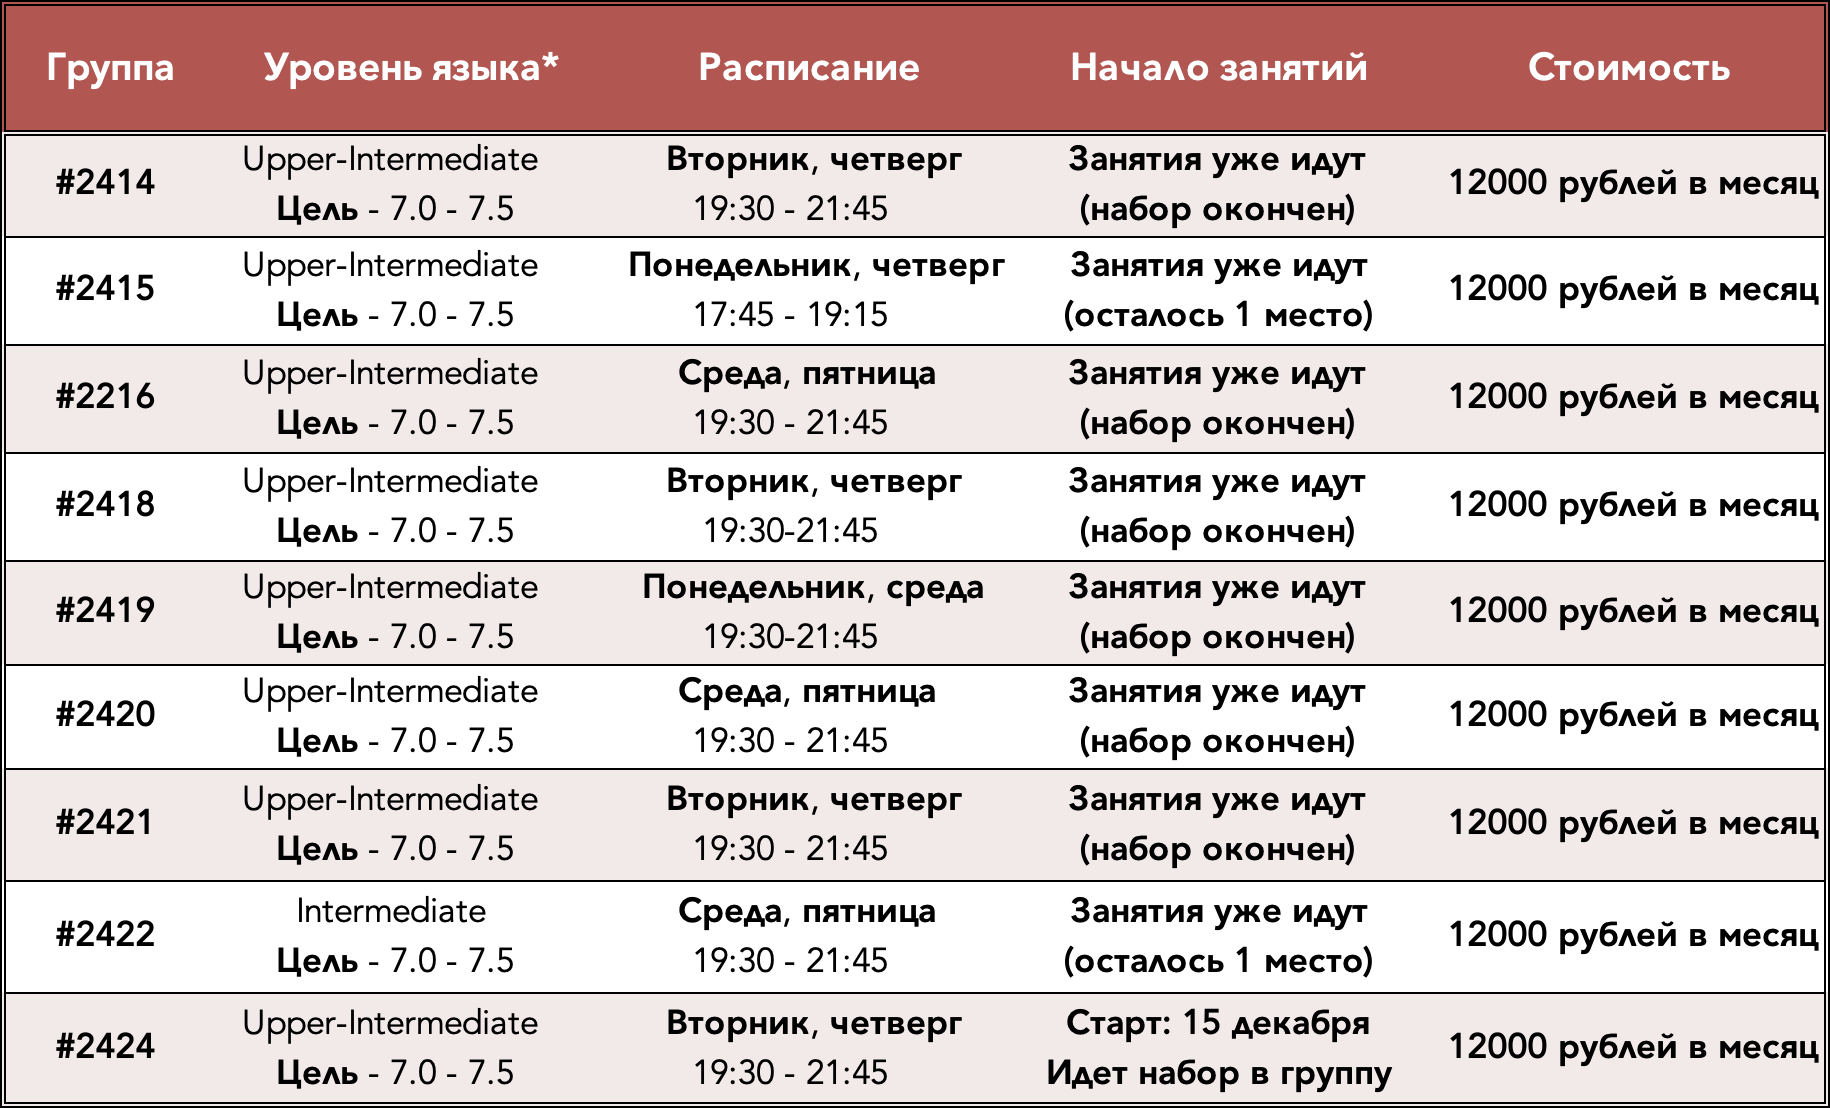 Группа Уровень языка* Расписание Начало занятий Стоимость
#2414 Upper-Intermediate Вторник, четверг Занятия уже идут 12000 рублей в месяц
Цель - 7.0 - 7.5 19:30 - 21:45 (набор окончен)
#2415 Upper-Intermediate Понедельник, четверг Занятия уже идут 12000 рублей в месяц
Цель - 7.0 - 7.5 17:45 - 19:15 (осталось 1 место)
#2216 Upper-Intermediate Среда, пятница Занятия уже идут 12000 рублей в месяц
Цель - 7.0 - 7.5 19:30 - 21:45 (набор окончен)
#2418 Upper-Intermediate Вторник, четверг Занятия уже идут 12000 рублей в месяц
Цель - 7.0 - 7.5 19:30-21:45 (набор окончен)
#2419 Upper-Intermediate Понедельник, среда Занятия уже идут 12000 рублей в месяц
Цель - 7.0 - 7.5 19:30-21:45 (набор окончен)
#2420 Upper-Intermediate Среда, пятница Занятия уже идут 12000 рублей в месяц
Цель - 7.0 - 7.5 19:30 - 21:45 (набор окончен)
#2421 Upper-Intermediate Вторник, четверг Занятия уже идут 12000 рублей в месяц
Цель - 7.0 - 7.5 19:30 - 21:45 (набор окончен)
#2422 Intermediate Среда, пятница Занятия уже идут 12000 рублей в месяц
Цель - 7.0 - 7.5 19:30 - 21:45 (осталось 1 место)
#2424 Upper-Intermediate Вторник, четверг Старт: 15 декабря 12000 рублей в месяц
Цель - 7.0 - 7.5 19:30 - 21:45 Идет набор в группу